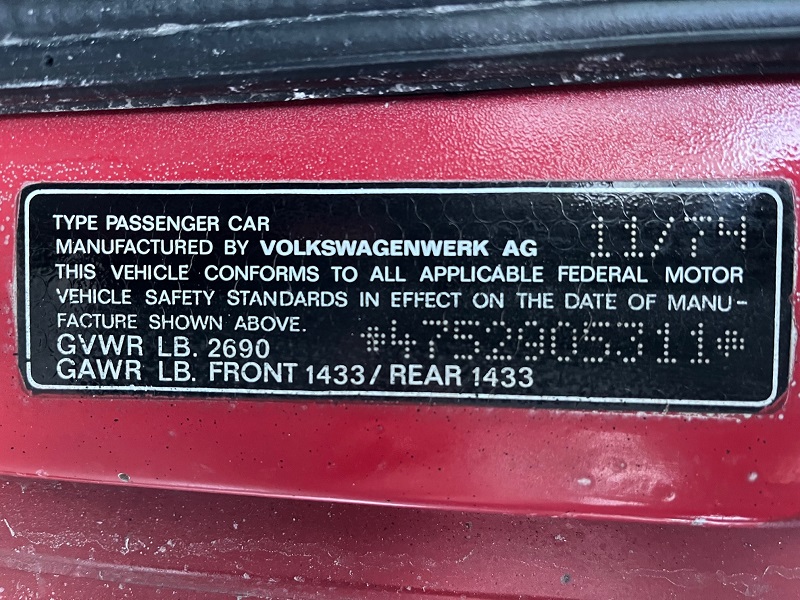 TYPE PASSENGER CAR 11/74
MANUFACTURED BY VOLKSWAGENWERK AG
THIS VEHICLE CONFORMS TO ALL APPLICABLE FEDERAL MOTOR
VEHICLE SAFETY STANDARDS IN EFFECT ON THE DATE OF MANU-
FACTURE SHOWN ABOVE.
GVWR LB. 2690 *4752905311*
GAWR LB. FRONT 1433/ REAR 1433